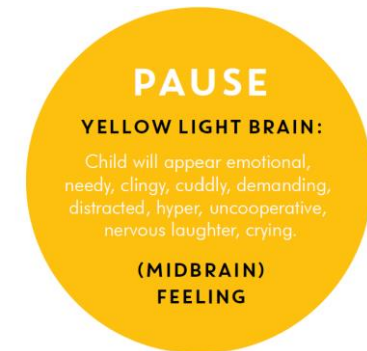 PAUSE
YELLOW LIGHT BRAIN:
Child will appear emotional,
needy, clingy, cuddly, demanding,
distracted, hyper, uncooperative,
nervous laughter, crying.
(MIDBRAIN)
FEELING